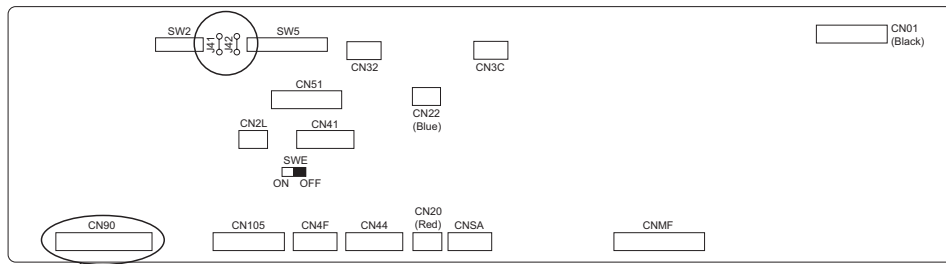 SW2
J41
J42
SW5
CN01
(Black)
CN32
CN3C
CN51
CN22
(Blue)
CN2L
CN41
SWE
ON OFF
CN90
CN105
CN4F
CN44
CN20
(Red)
CNSA
CNMF